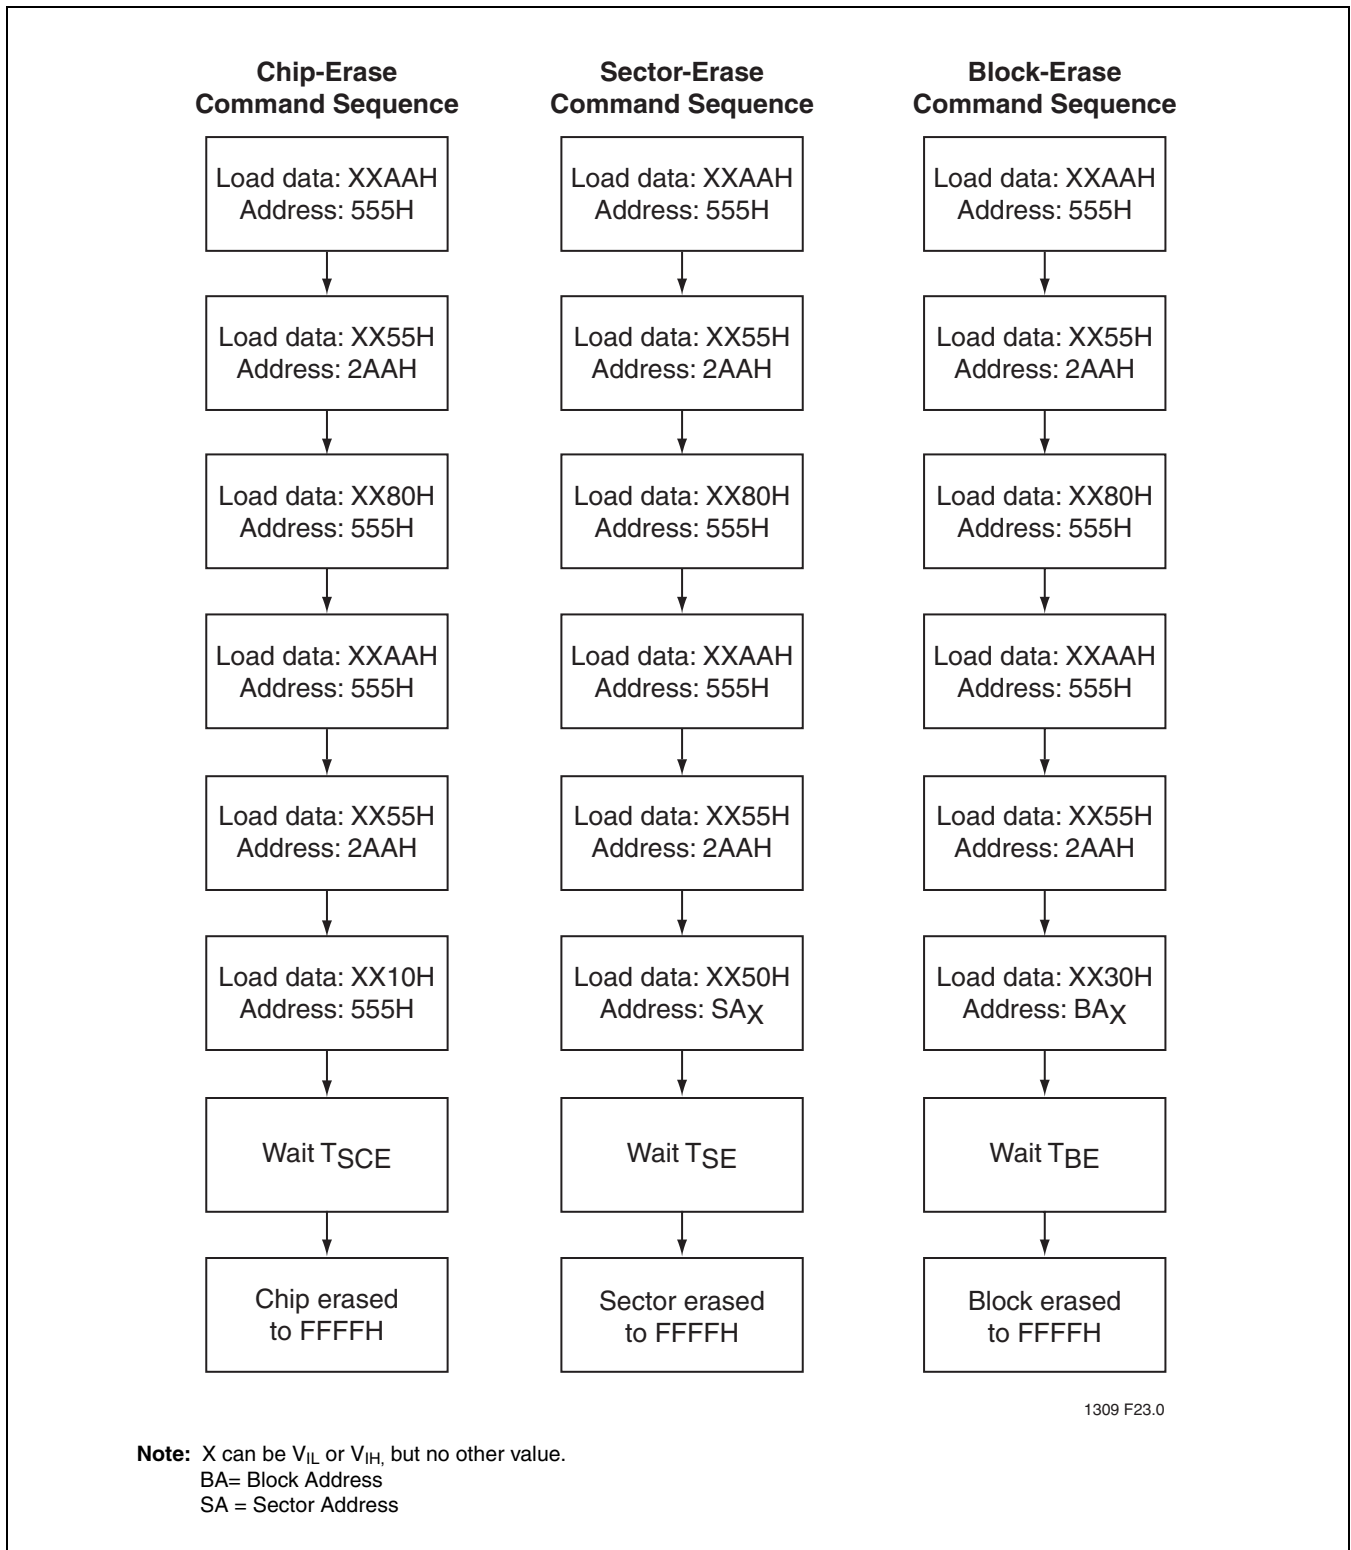 Chip-Erase
Command Sequence
Load data: XXAAH
Address: 555H
Load data: XX55H
Address: 2AAH
Load data: XX80H
Address: 555H
Load data: XXAAH
Address: 555H
Load data: XX55H
Address: 2AAH
Load data: XX10H
Address: 555H
Wait TSCE
Chip erased
to FFFFH
Sector-Erase
Command Sequence
Load data: XXAAH
Address: 555H
Load data: XX55H
Address: 2AAH
Load data: XX80H
Address: 555H
Load data: XXAAH
Address: 555H
Load data: XX55H
Address: 2AAH
Load data: XX50H
Address: SAX
Wait TSE
Sector erased
to FFFFH
Block-Erase
Command Sequence
Load data: XXAAH
Address: 555H
Load data: XX55H
Address: 2AAH
Load data: XX80H
Address: 555H
Load data: XXAAH
Address: 555H
Load data: XX55H
Address: 2AAH
Load data: XX30H
Address: BAX
Wait TBE
Block erased
to FFFFH
1309 F23.0
Note: X can be VIL or VIH, but no other value.
BA= Block Address
SA = Sector Address